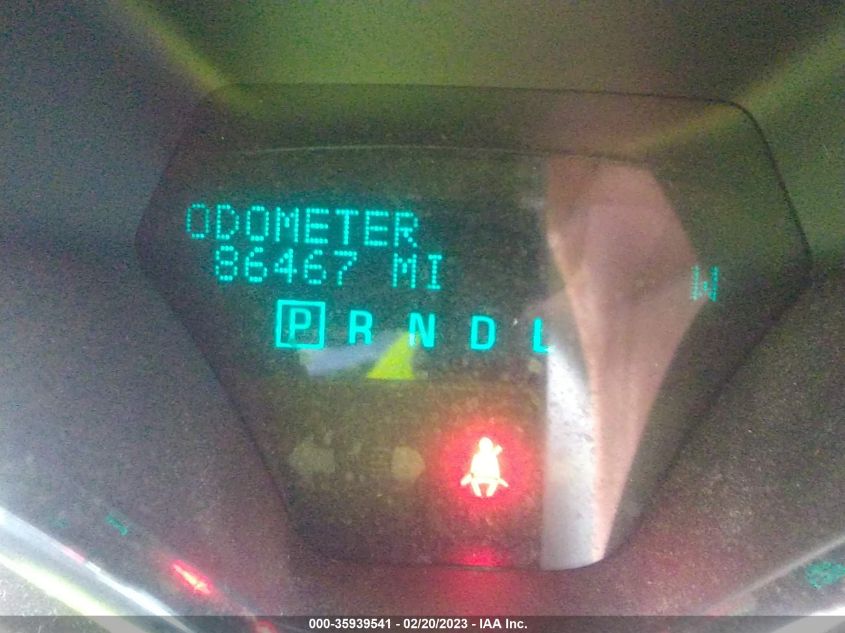 ODOMETER
86467 MI
W
P R N D L
000-35939541 - 02/20/2023 - IAA Inc.